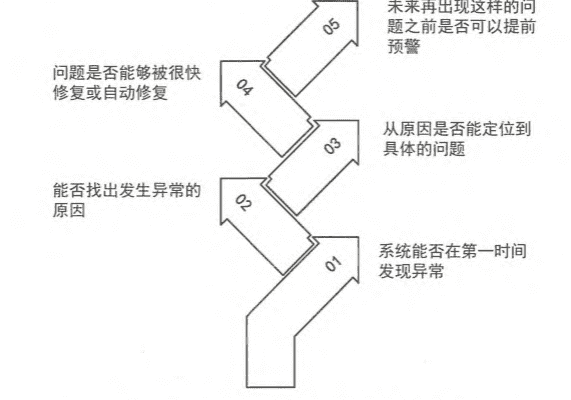 未来再出现这样的问
题之前是否可以提前
预警
05
问题是否能够被很快
修复或自动修复
04
从原因是否能定位到
具体的问题
03
能否找出发生异常的
原因
02
系统能否在第一时间
发现异常
01